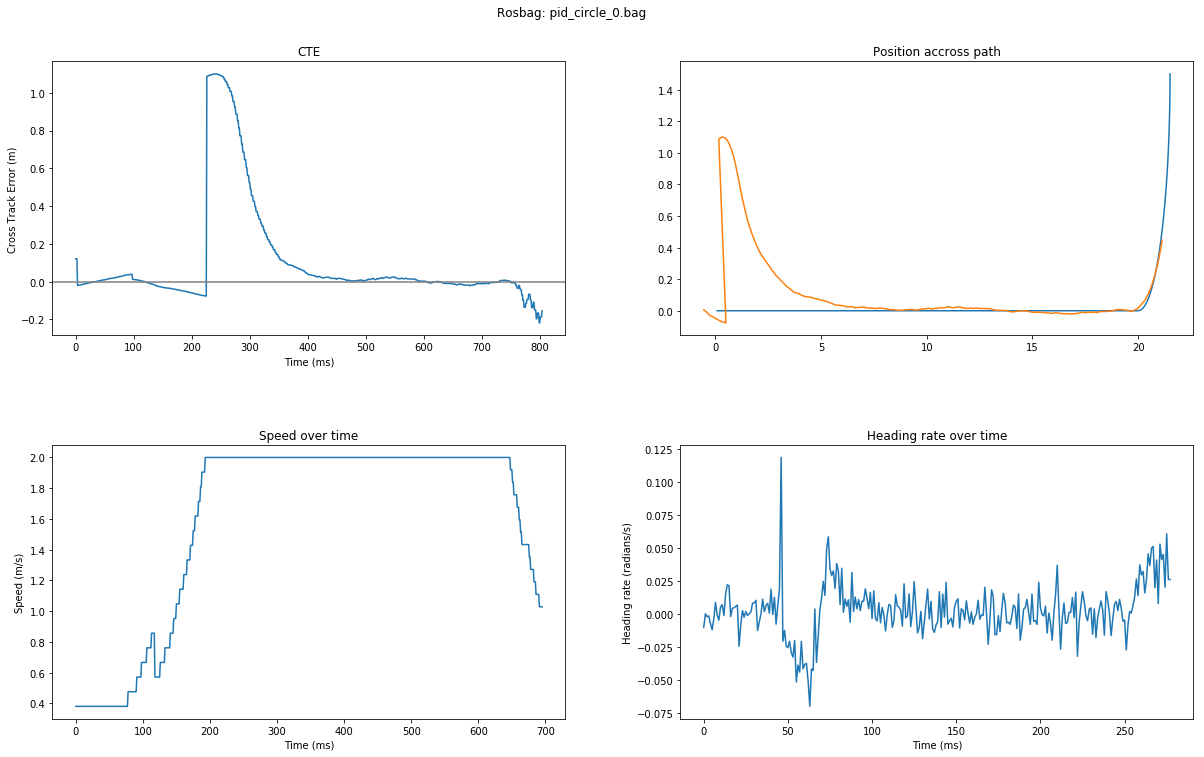 Rosbag: pid_circle_0.bag
CTE
Cross Track Error (m)
1.0
0.8
0.6
0.4
0.2
0.0
−0.2
0 100 200 300 400 500 600 700 800
Time (ms)
Position accross path
1.4
1.2
1.0
0.8
0.6
0.4
0.2
0.0
0 5 10 15 20
Speed over time
Speed (m/s)
2.0
1.8
1.6
1.4
1.2
1.0
0.8
0.6
0.4
0 100 200 300 400 500 600 700
Time (ms)
Heading rate over time
Heading rate (radians/s)
0.125
0.100
0.075
0.050
0.025
0.000
−0.025
−0.050
−0.075
0 50 100 150 200 250
Time (ms)